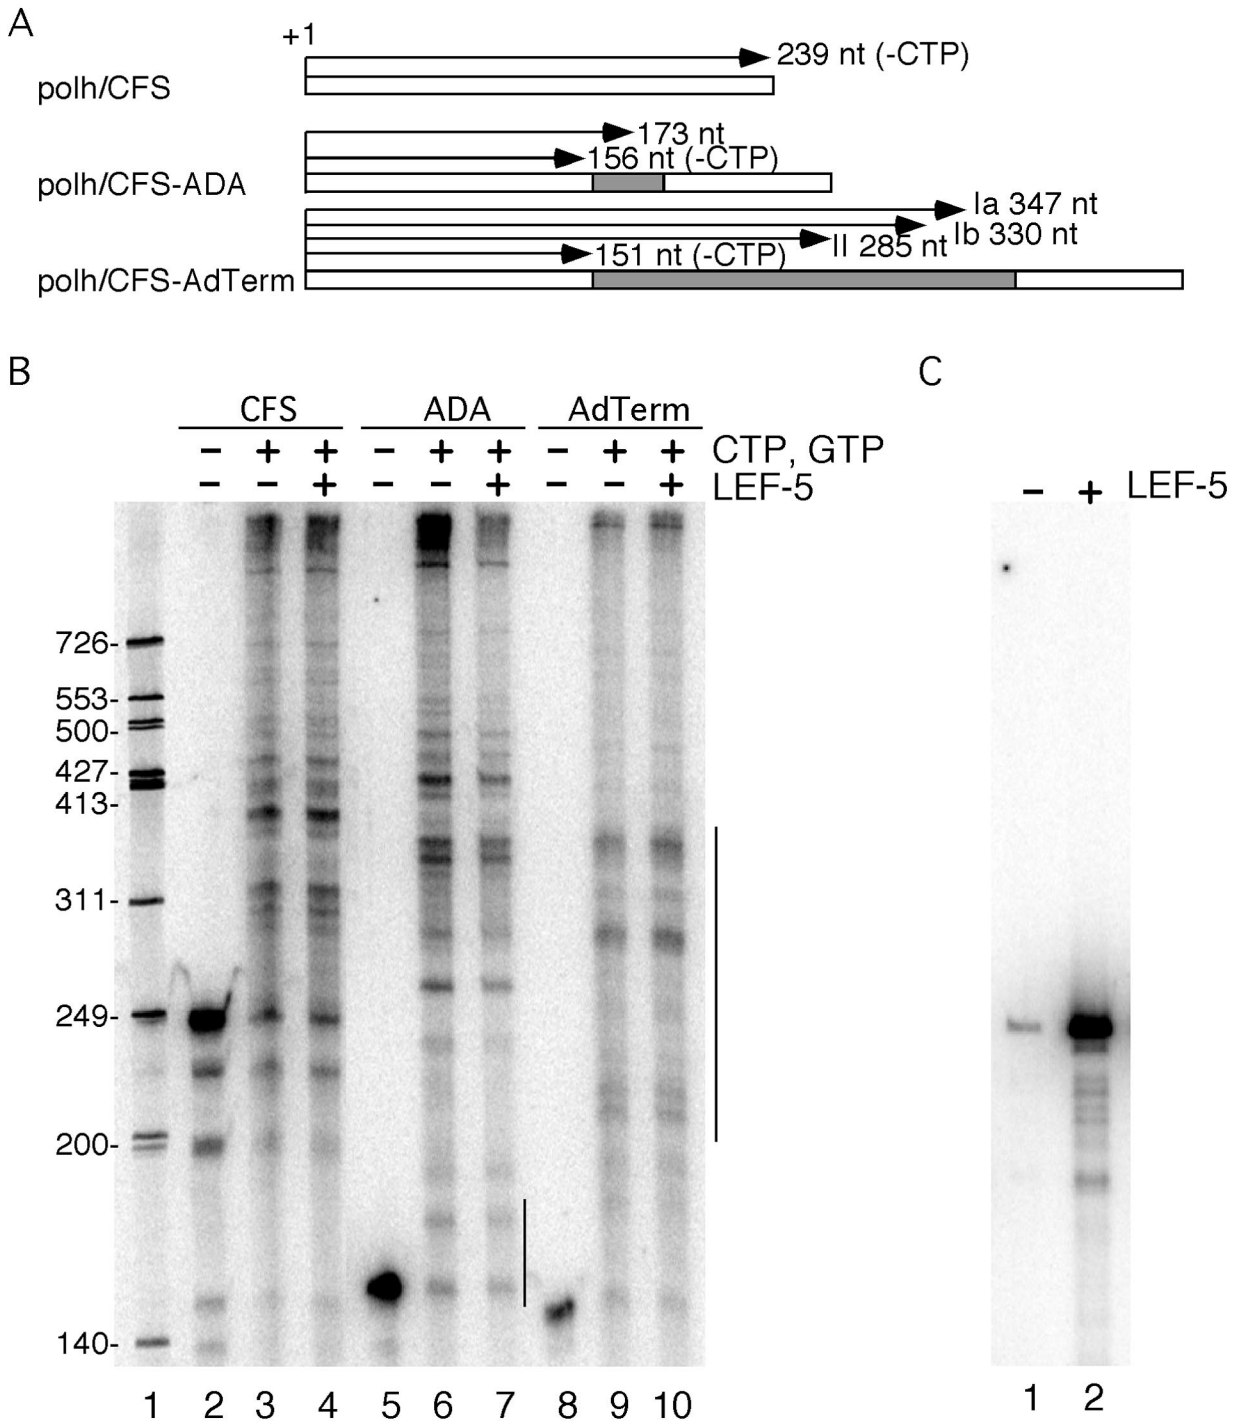 A
+1
239 nt (-CTP)
polh/CFS
173 nt
156 nt (-CTP)
polh/CFS-ADA
Ia 347 nt
Ib 330 nt
II 285 nt
151 nt (-CTP)
polh/CFS-AdTerm
B
C
CFS ADA AdTerm
− + + − + + − + + CTP, GTP
− − + − − + − − + LEF-5
− + LEF-5
726-
553-
500-
427-
413-
311-
249-
200-
140-
1 2 3 4 5 6 7 8 9 10
1 2